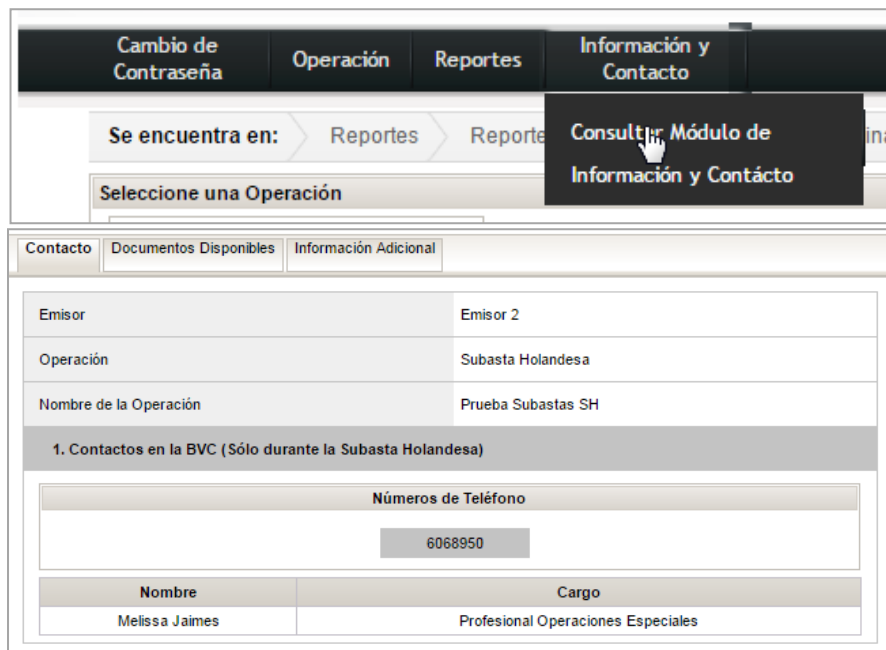 Cambio de
Contraseña
Operación
Reportes
Información y
Contacto
Se encuentra en:
Reportes
Reporte
Consultar Módulo de
Información y Contácto
Seleccione una Operación
Contacto
Documentos Disponibles
Información Adicional
Emisor
Emisor 2
Operación
Subasta Holandesa
Nombre de la Operación
Prueba Subastas SH
1. Contactos en la BVC (Sólo durante la Subasta Holandesa)
Números de Teléfono
6068950
Nombre
Cargo
Melissa Jaimes
Profesional Operaciones Especiales